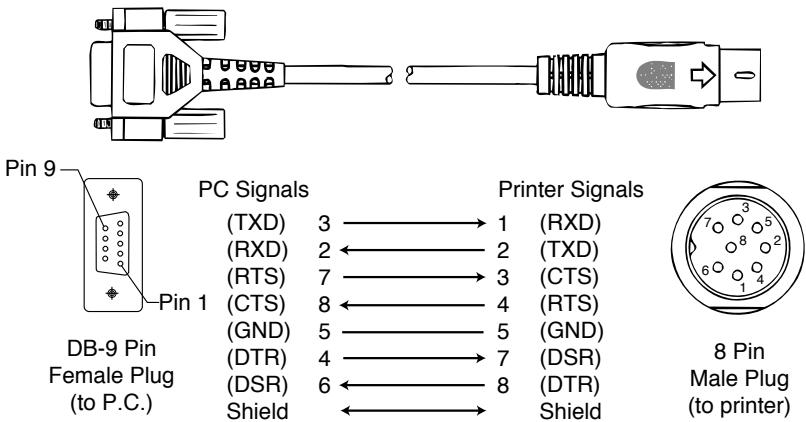 Pin 9
PC Signals Printer Signals
(TXD) 3 1 (RXD)
(RXD) 2 2 (TXD)
(RTS) 7 3 (CTS)
(CTS) 8 4 (RTS)
(GND) 5 5 (GND)
(DTR) 4 7 (DSR)
(DSR) 6 8 (DTR)
Shield Shield
Pin 1
DB-9 Pin
Female Plug
(to P.C.)
3
7 5
8 2
6 4
1
8 Pin
Male Plug
(to printer)